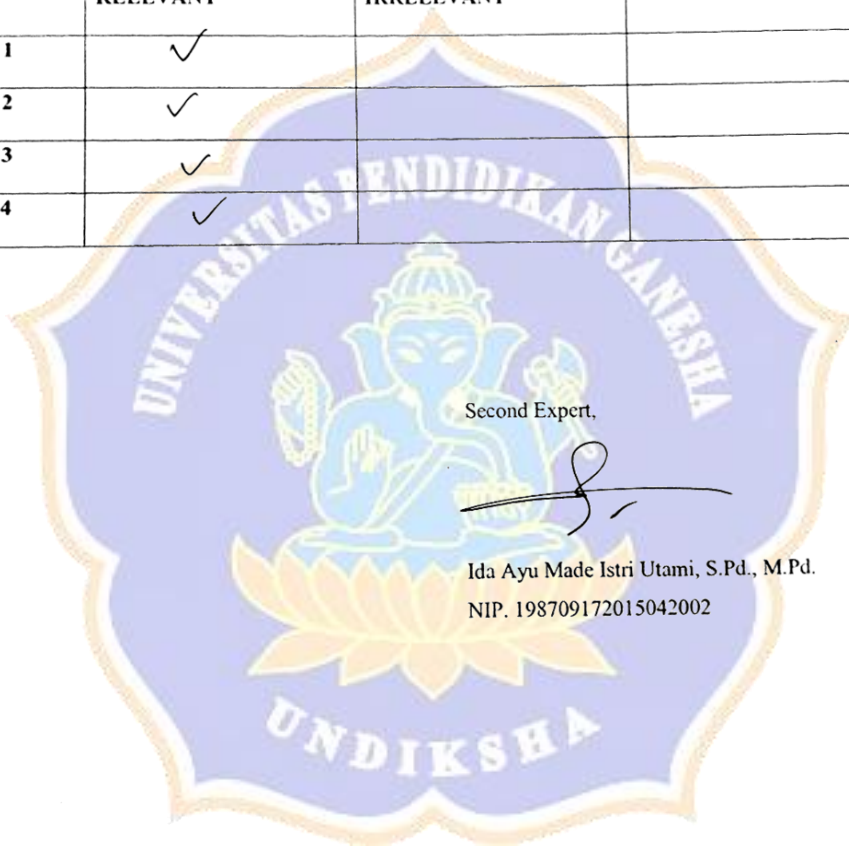 RELEVANT IRRELEVANT
1 ✓
2 ✓
3 ✓
4 ✓
UNIVERSITAS PENDIDIKAN GANESHA
Second Expert,
Ida Ayu Made Istri Utami, S.Pd., M.Pd.
NIP. 198709172015042002
UNDIKSHA